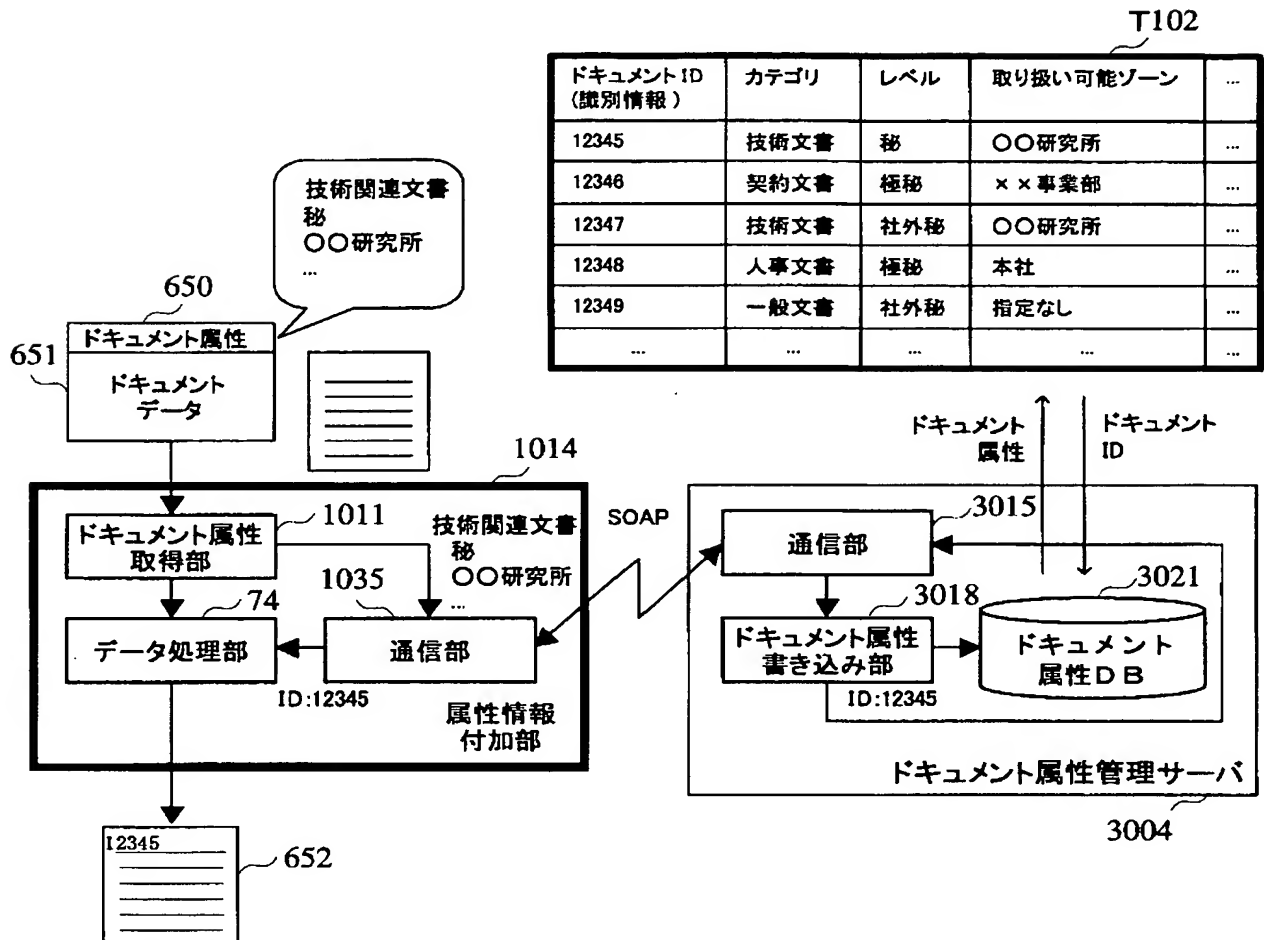 T102
ドキュメントID
(識別情報)
カテゴリ
レベル
取り扱い可能ゾーン
...
12345
技術文書
秘
〇〇研究所
...
12346
契約文書
極秘
××事業部
...
12347
技術文書
社外秘
〇〇研究所
...
12348
人事文書
極秘
本社
...
12349
一般文書
社外秘
指定なし
...
...
...
...
...
...
技術関連文書
秘
〇〇研究所
...
650
ドキュメント属性
651
ドキュメント
データ
1014
ドキュメント属性
取得部
1011
技術関連文書
秘
〇〇研究所
...
1035
74
データ処理部
通信部
ID:12345
属性情報
付加部
SOAP
ドキュメント
属性
ドキュメント
ID
通信部
3015
3018
3021
ドキュメント属性
書き込み部
ドキュメント
属性DB
ID:12345
ドキュメント属性管理サーバ
3004
12345
652